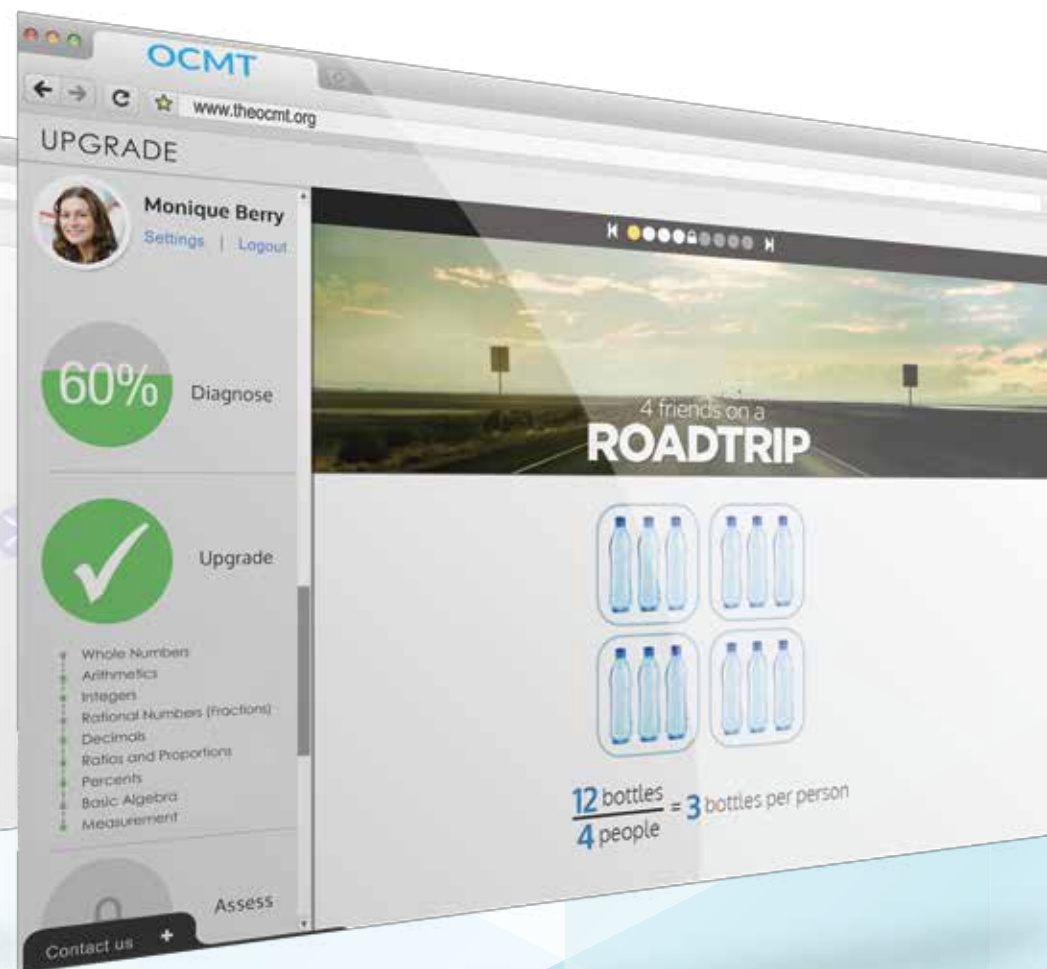 OCMT
www.theocmt.org
UPGRADE
Monique Berry
Settings | Logout
60%
Diagnose
Upgrade
Whole Numbers
Arithmetics
Integers
Rational Numbers (Fractions)
Decimals
Ratios and Proportions
Percents
Basic Algebra
Measurement
0
Assess
Contact us +
4 friends on a
ROADTRIP
12 bottles
4 people
= 3 bottles per person